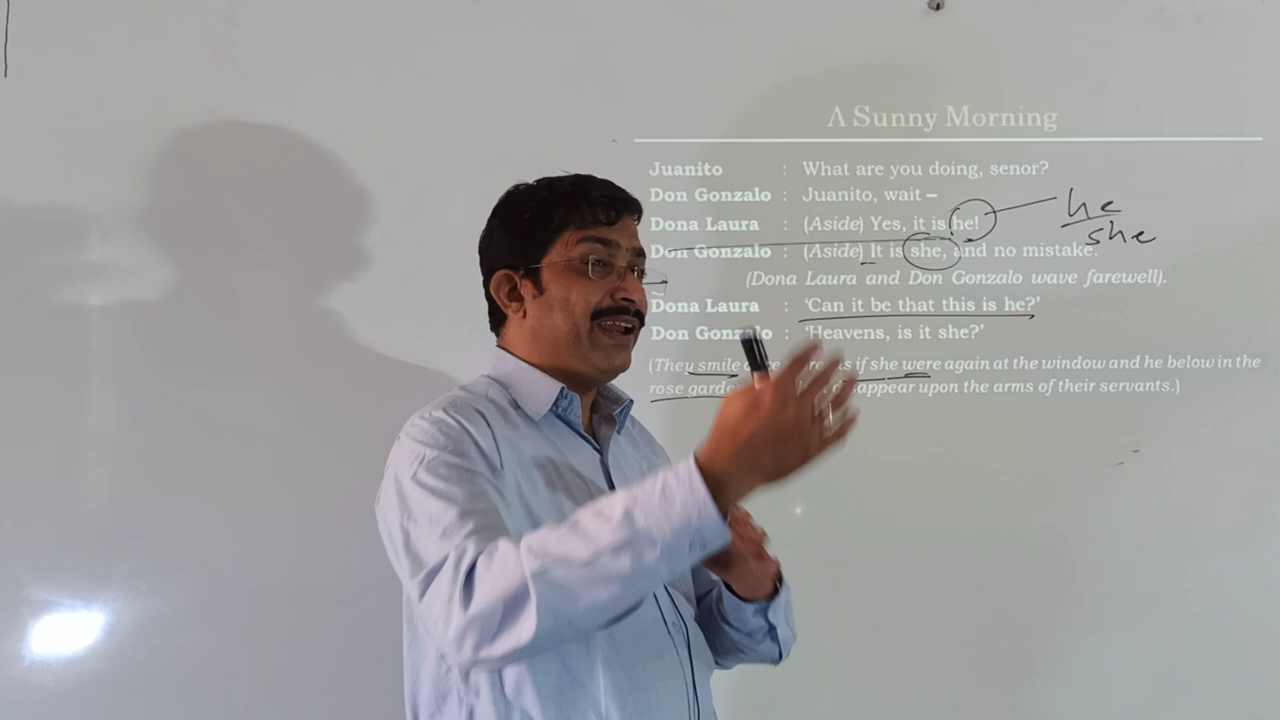 A Sunny Morning
Juanito : What are you doing, senor?
Don Gonzalo : Juanito, wait –
Dona Laura : (Aside) Yes, it is he!
he
she
Don Gonzalo : (Aside) It is she, and no mistake.
(Dona Laura and Don Gonzalo wave farewell).
Dona Laura : ‘Can it be that this is he?’
Don Gonzalo : ‘Heavens, is it she?’
(They smile as if she were again at the window and he below in the
rose disappear upon the arms of their servants.)